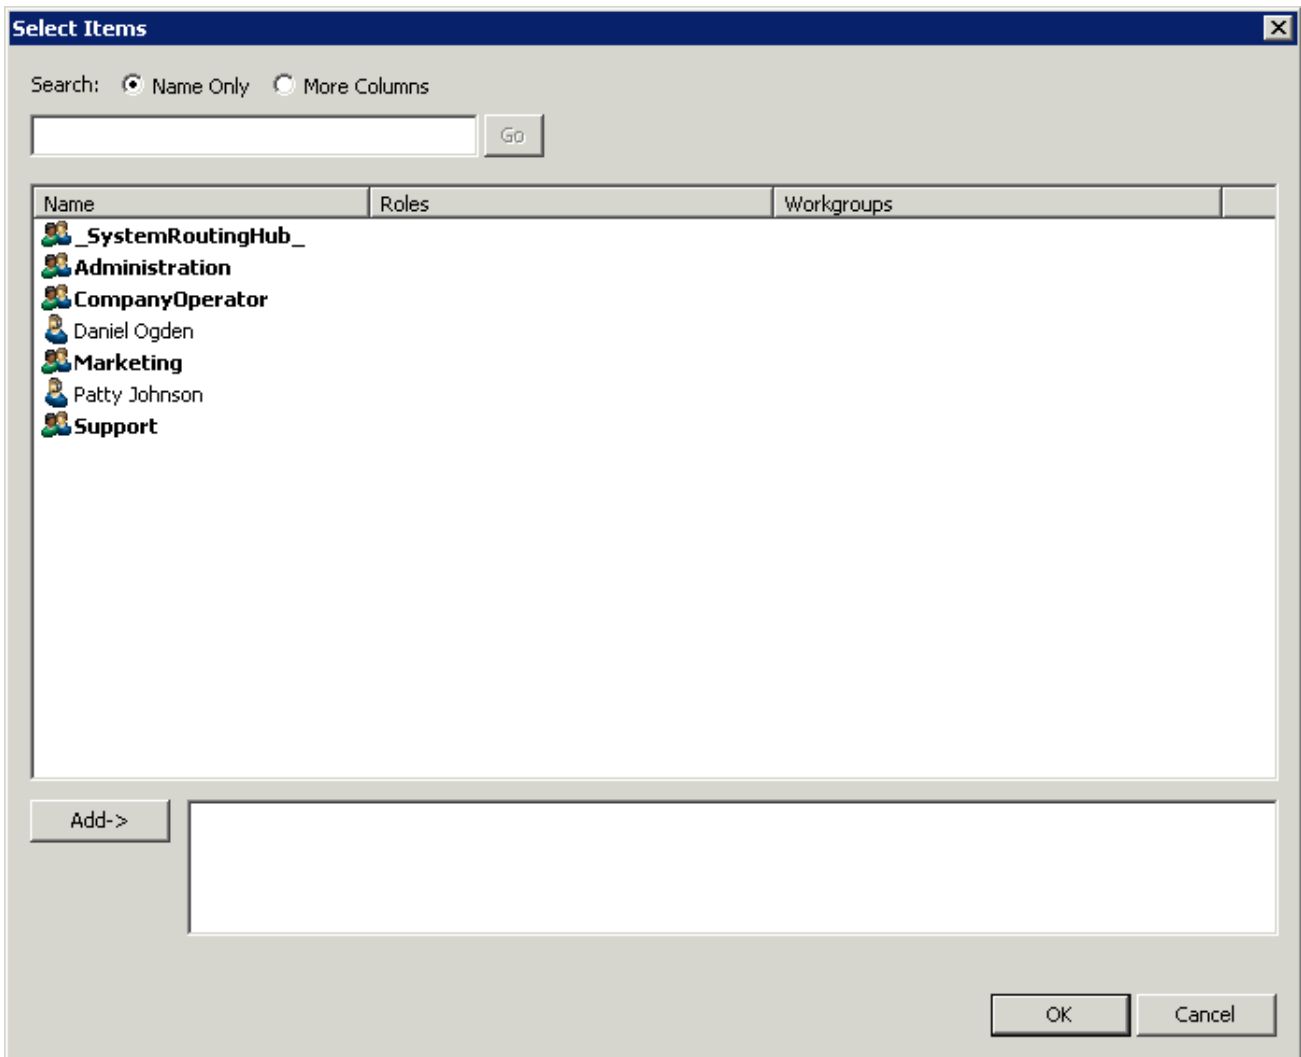 Select Items
Search: Name Only More Columns
Go
Name Roles Workgroups
_SystemRoutingHub_
Administration
CompanyOperator
Daniel Ogden
Marketing
Patty Johnson
Support
Add->
OK Cancel